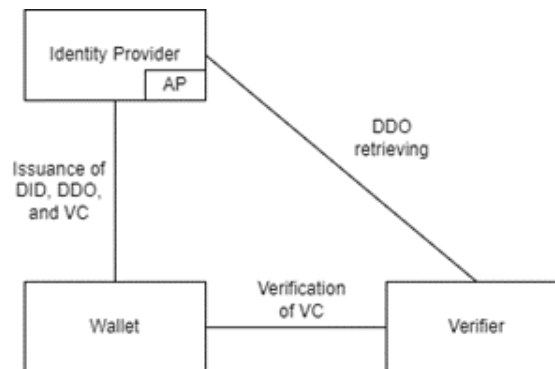 Identity Provider
AP
DDO
retrieving
Issuance of
DID, DDO,
and VC
Verification
of VC
Wallet
Verifier